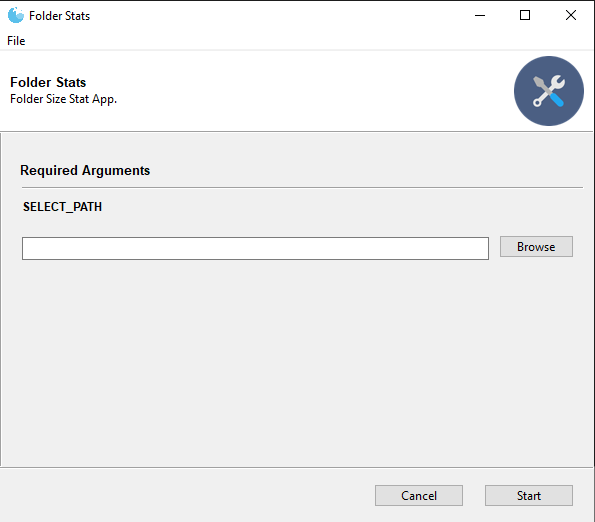 Folder Stats
File
Folder Stats
Folder Size Stat App.
Required Arguments
SELECT_PATH
Browse
Cancel
Start